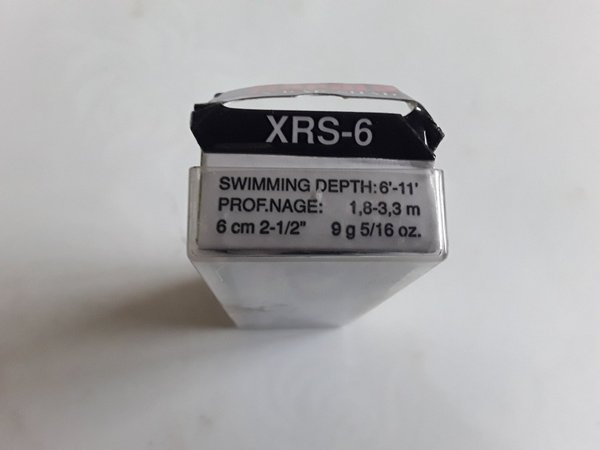 XRS-6
SWIMMING DEPTH: 6'-11'
PROF.NAGE: 1,8-3,3 m
6 cm 2-1/2" 9 g 5/16 oz.